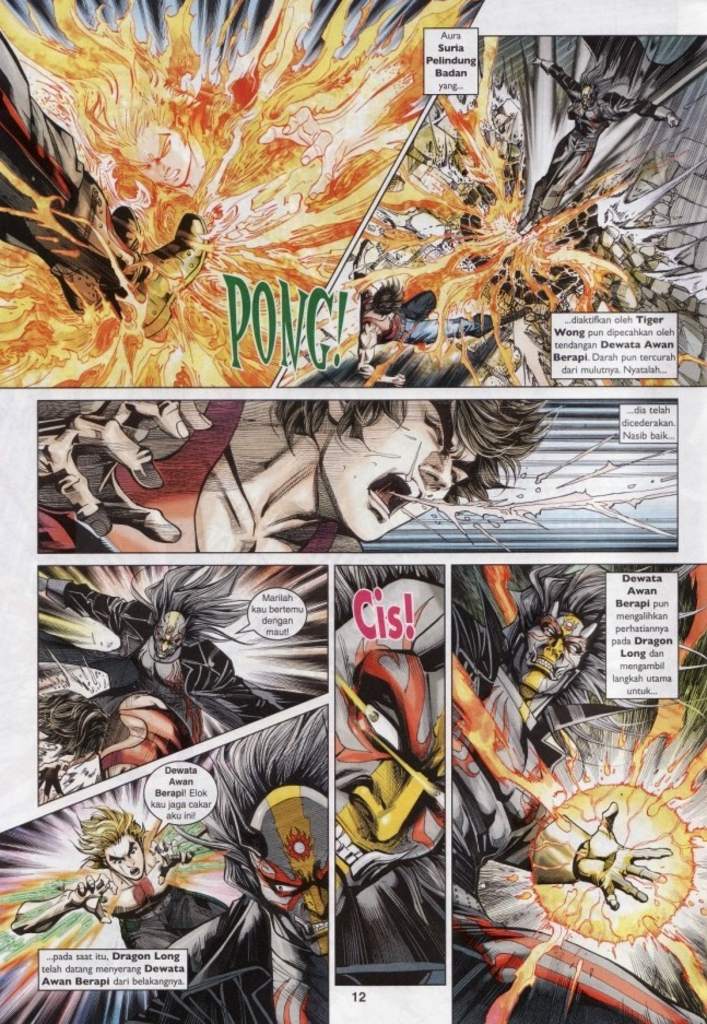 Aura
Suria
Pelindung
Badan
yang...
PONG!
...diaktifkan oleh Tiger
Wong pun dipecahkan oleh
tendangan Dewata Awan
Berapi. Darah pun tercurah
dari mulutnya. Nyatalah...
...dia telah
dicederakan.
Nasib baik...
Marilah
kau bertemu
dengan
maut!
Dewata
Awan
Berapi! Elok
kau jaga cakar
aku ini!
...pada saat itu, Dragon Long
telah datang menyerang Dewata
Awan Berapi dari belakangnya.
Cis!
Dewata
Awan
Berapi pun
mengalihkan
perhatiannya
pada Dragon
Long dan
mengambil
langkah utama
untuk...
12